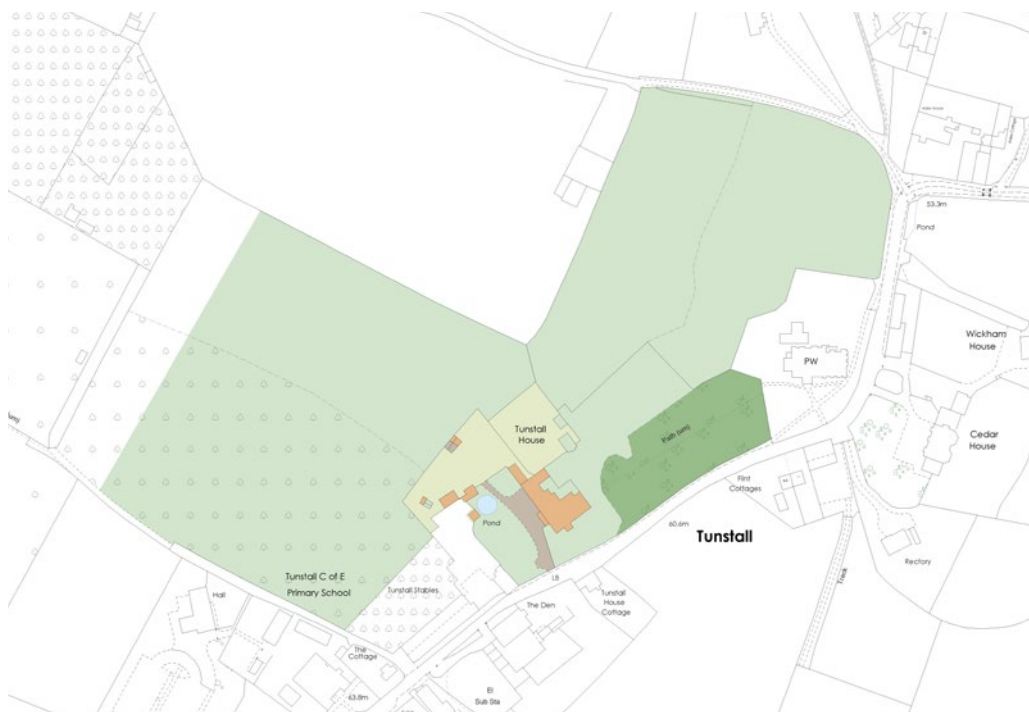 53.3m
Pond
Wickham
House
PW
Cedar
House
Tunstall
House
Path (um)
Flint
Cottages
60.6m
Tunstall
Pond
Rectory
Track
LB
Tunstall C of E
Primary School
Tunstall Stables
Hall
The Den
Tunstall
House
Cottage
The
Cottage
63.8m
El
Sub Sta